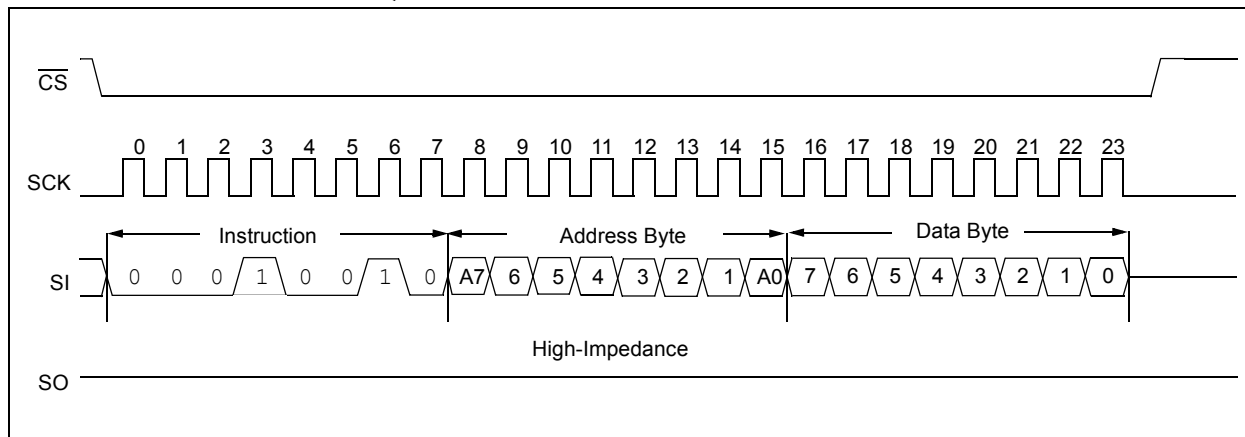 CS
0 1 2 3 4 5 6 7 8 9 10 11 12 13 14 15 16 17 18 19 20 21 22 23
SCK
Instruction Address Byte Data Byte
SI 0 0 0 1 0 0 1 0 A7 6 5 4 3 2 1 A0 7 6 5 4 3 2 1 0
High-Impedance
SO